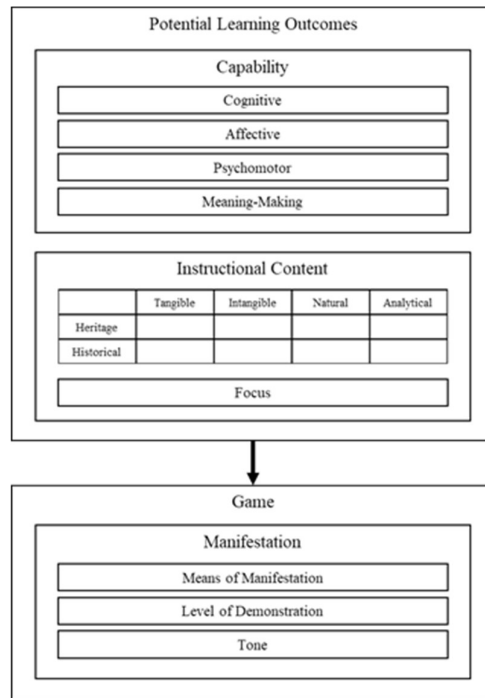 Potential Learning Outcomes
Capability
Cognitive
Affective
Psychomotor
Meaning-Making
Instructional Content
Tangible Intangible Natural Analytical
Heritage
Historical
Focus
Game
Manifestation
Means of Manifestation
Level of Demonstration
Tone